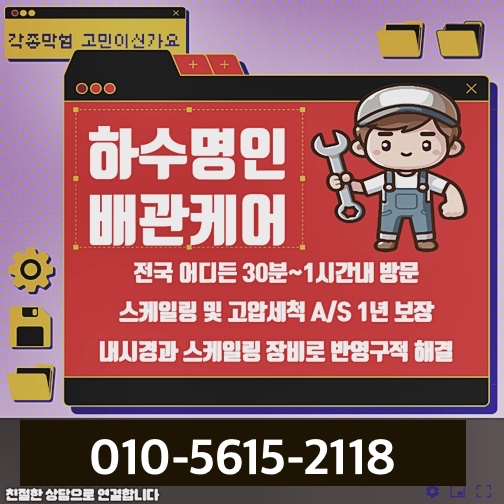 각종막힘 고민이신가요
하수명인
배관케어
전국 어디든 30분~1시간내 방문
스케일링 및 고압세척 A/S 1년 보장
내시경과 스케일링 장비로 반영구적 해결
010-5615-2118
친절한 상담으로 연결합니다